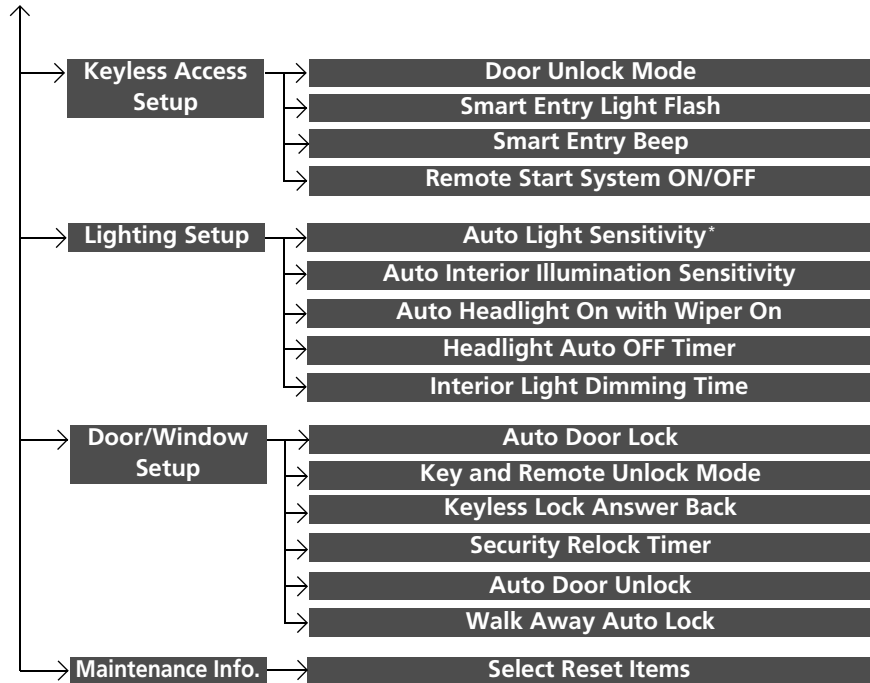 Keyless Access
Setup
Door Unlock Mode
Smart Entry Light Flash
Smart Entry Beep
Remote Start System ON/OFF
Lighting Setup
Auto Light Sensitivity*
Auto Interior Illumination Sensitivity
Auto Headlight On with Wiper On
Headlight Auto OFF Timer
Interior Light Dimming Time
Door/Window
Setup
Auto Door Lock
Key and Remote Unlock Mode
Keyless Lock Answer Back
Security Relock Timer
Auto Door Unlock
Walk Away Auto Lock
Maintenance Info.
Select Reset Items